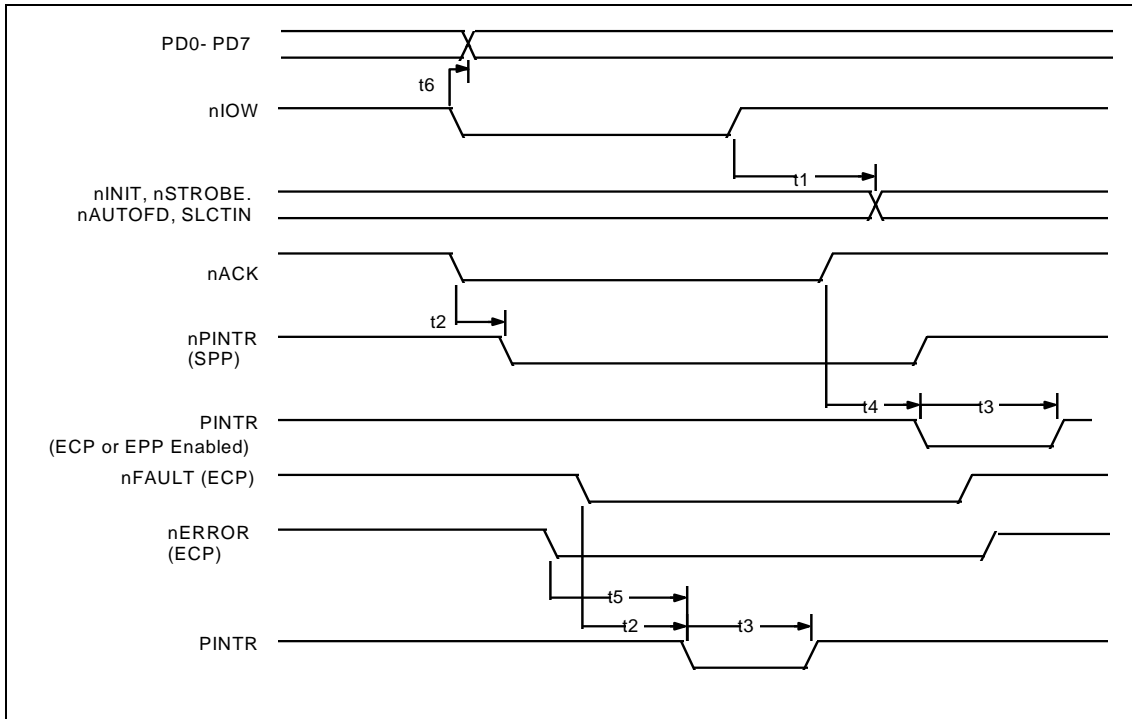 PD0- PD7
t6
nIOW
t1
nINIT, nSTROBE.
nAUTOFD, SLCTIN
nACK
t2
nPINTR
(SPP)
t4
t3
PINTR
(ECP or EPP Enabled)
nFAULT (ECP)
nERROR
(ECP)
t5
t2
t3
PINTR